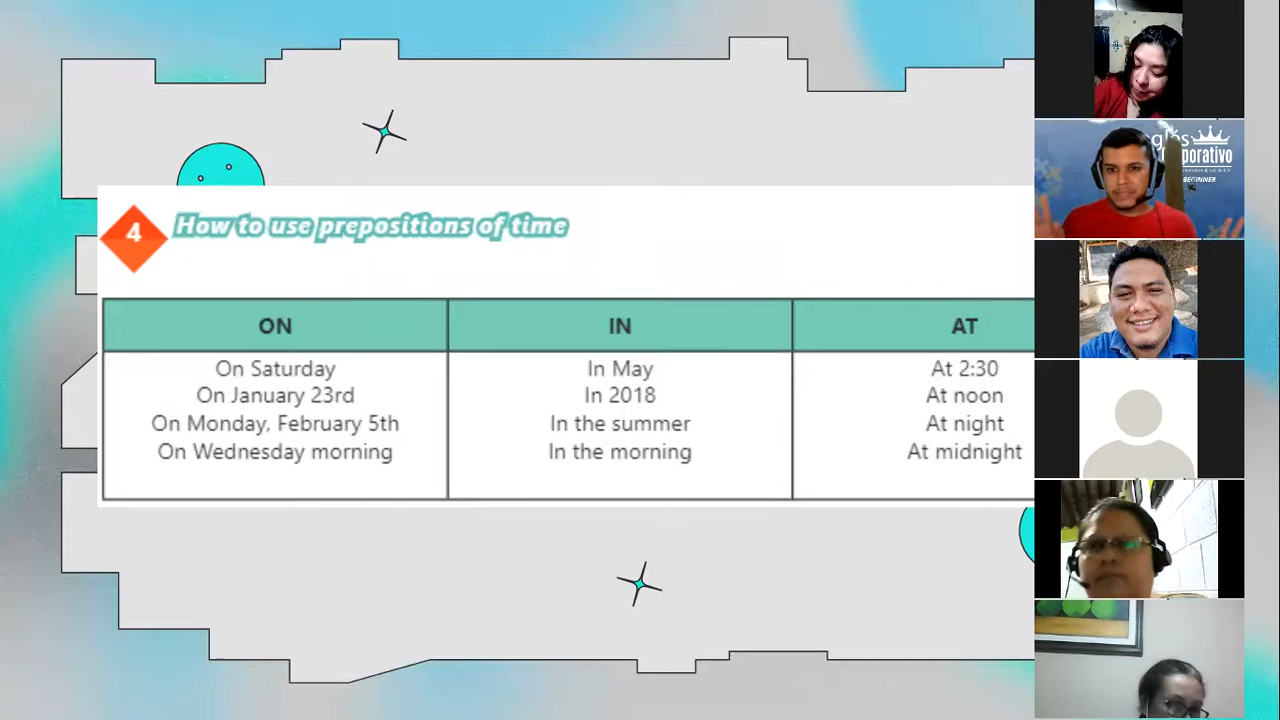 4
How to use prepositions of time
ON
IN
AT
On Saturday
In May
At 2:30
On January 23rd
In 2018
At noon
On Monday, February 5th
In the summer
At night
On Wednesday morning
In the morning
At midnight
BEGINNER